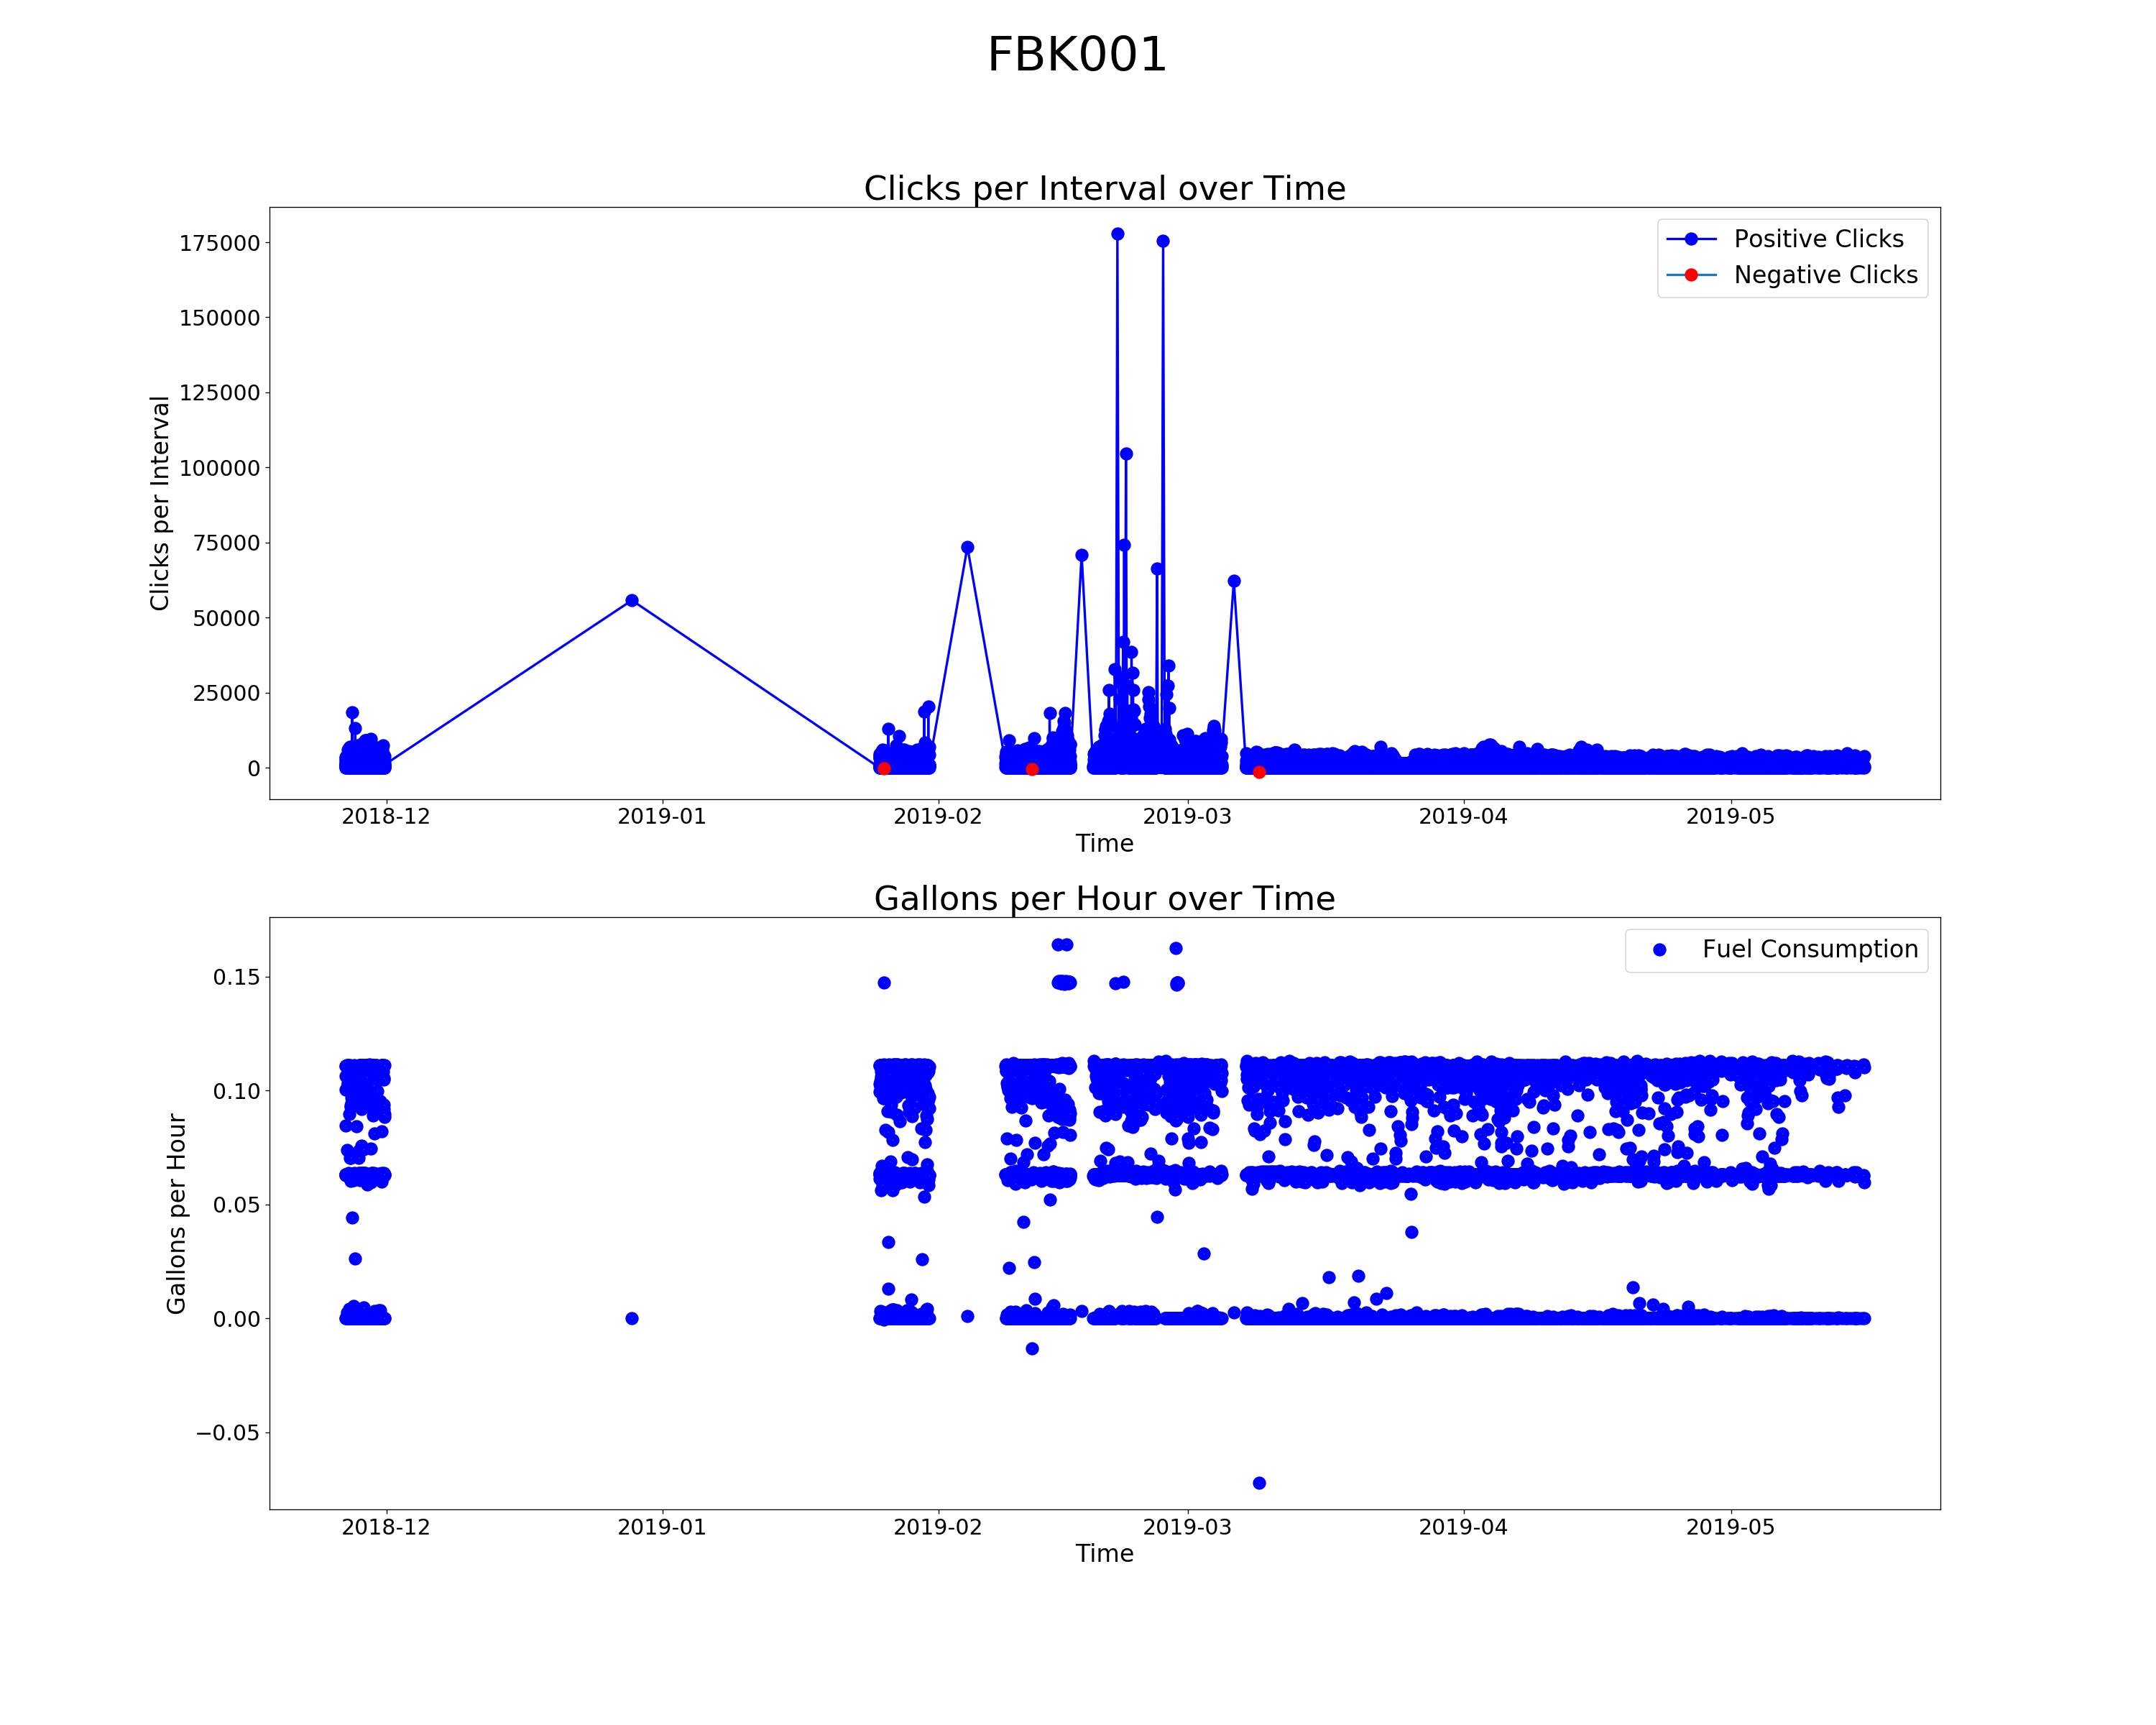 FBK001
Clicks per Interval over Time
Clicks per Interval
175000
150000
125000
100000
75000
50000
25000
0
Positive Clicks
Negative Clicks
2018-12 2019-01 2019-02 2019-03 2019-04 2019-05
Time
Gallons per Hour over Time
Gallons per Hour
0.15
0.10
0.05
0.00
−0.05
Fuel Consumption
2018-12 2019-01 2019-02 2019-03 2019-04 2019-05
Time